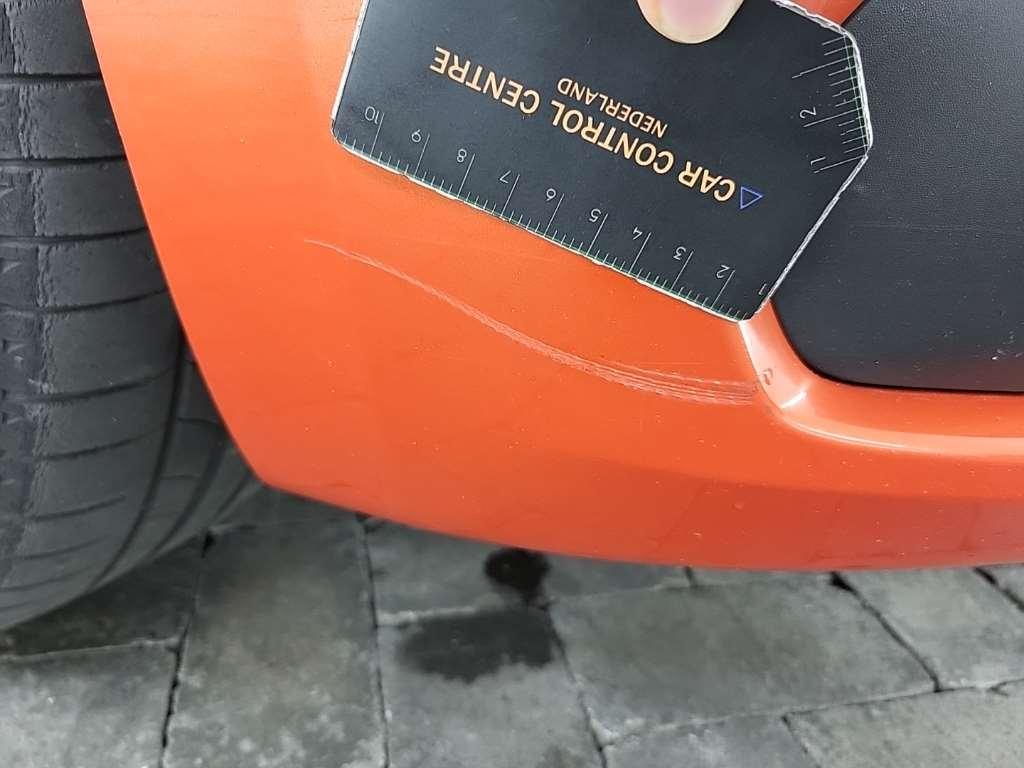 CAR CONTROL CENTRE
NEDERLAND
1 2 3 4 5 6 7 8 9 10
1 2